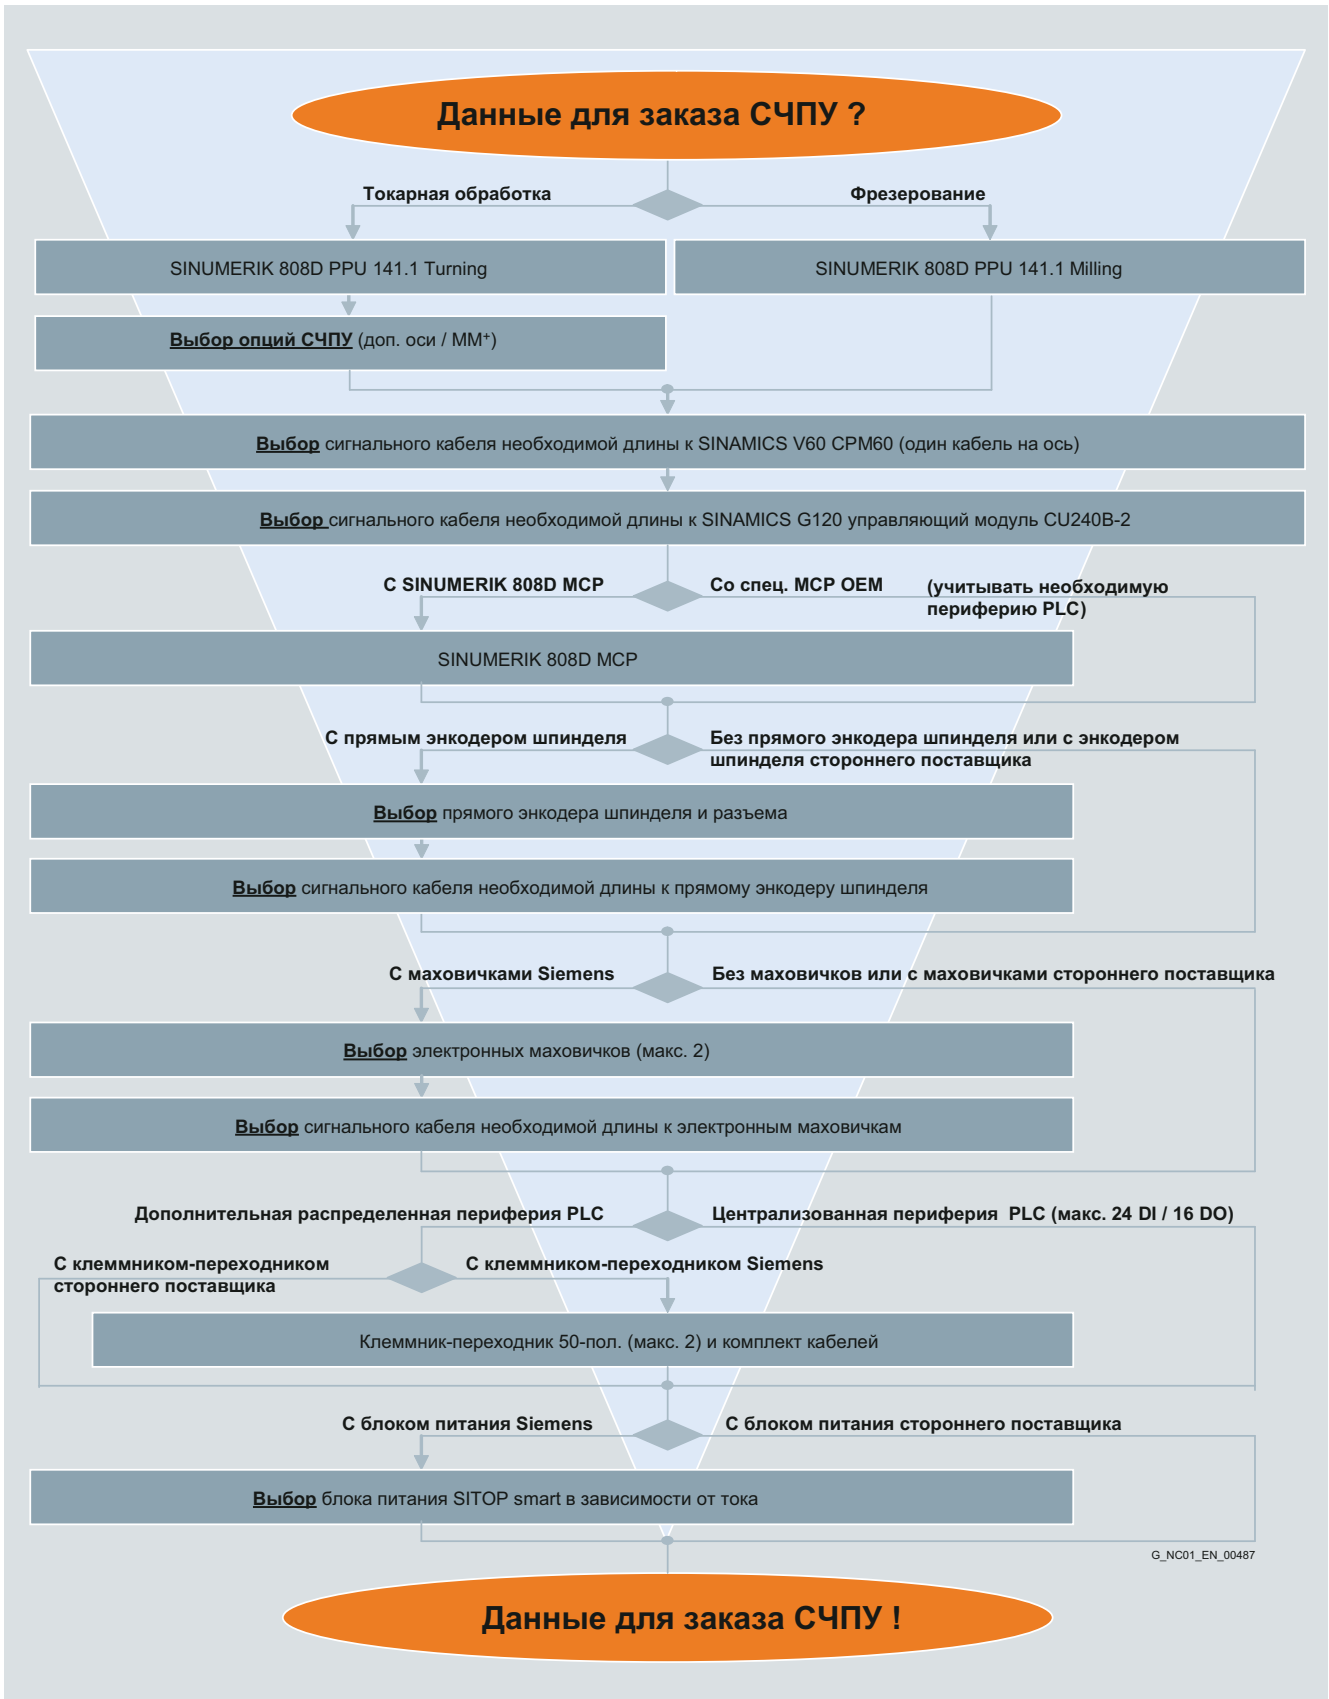 Данные для заказа СЧПУ ?
Токарная обработка
Фрезерование
SINUMERIK 808D PPU 141.1 Turning
SINUMERIK 808D PPU 141.1 Milling
Выбор опций СЧПУ (доп. оси / MM⁺)
Выбор сигнального кабеля необходимой длины к SINAMICS V60 CPM60 (один кабель на ось)
Выбор сигнального кабеля необходимой длины к SINAMICS G120 управляющий модуль CU240B-2
С SINUMERIK 808D MCP
Со спец. MCP OEM
(учитывать необходимую
периферию PLC)
SINUMERIK 808D MCP
С прямым энкодером шпинделя
Без прямого энкодера шпинделя или с энкодером
шпинделя стороннего поставщика
Выбор прямого энкодера шпинделя и разъема
Выбор сигнального кабеля необходимой длины к прямому энкодеру шпинделя
С маховичками Siemens
Без маховичков или с маховичками стороннего поставщика
Выбор электронных маховичков (макс. 2)
Выбор сигнального кабеля необходимой длины к электронным маховичкам
Дополнительная распределенная периферия PLC
Централизованная периферия PLC (макс. 24 DI / 16 DO)
С клеммником-переходником
стороннего поставщика
С клеммником-переходником Siemens
Клеммник-переходник 50-пол. (макс. 2) и комплект кабелей
С блоком питания Siemens
С блоком питания стороннего поставщика
Выбор блока питания SITOP smart в зависимости от тока
G_NC01_EN_00487
Данные для заказа СЧПУ !